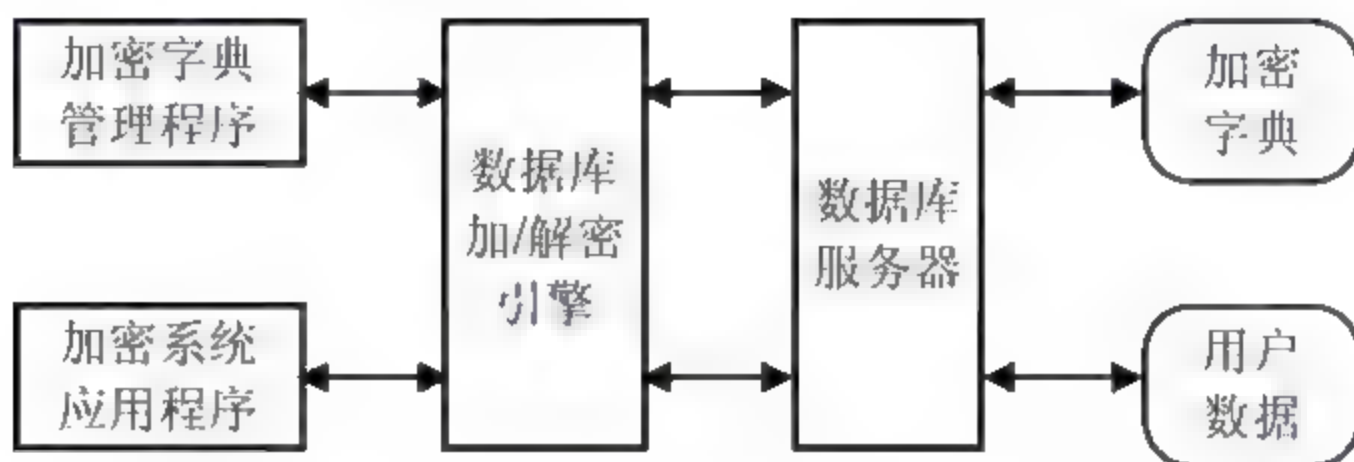 加密字典
管理程序
数据库
加/解密
引擎
数据库
服务器
加密
字典
加密系统
应用程序
用户
数据